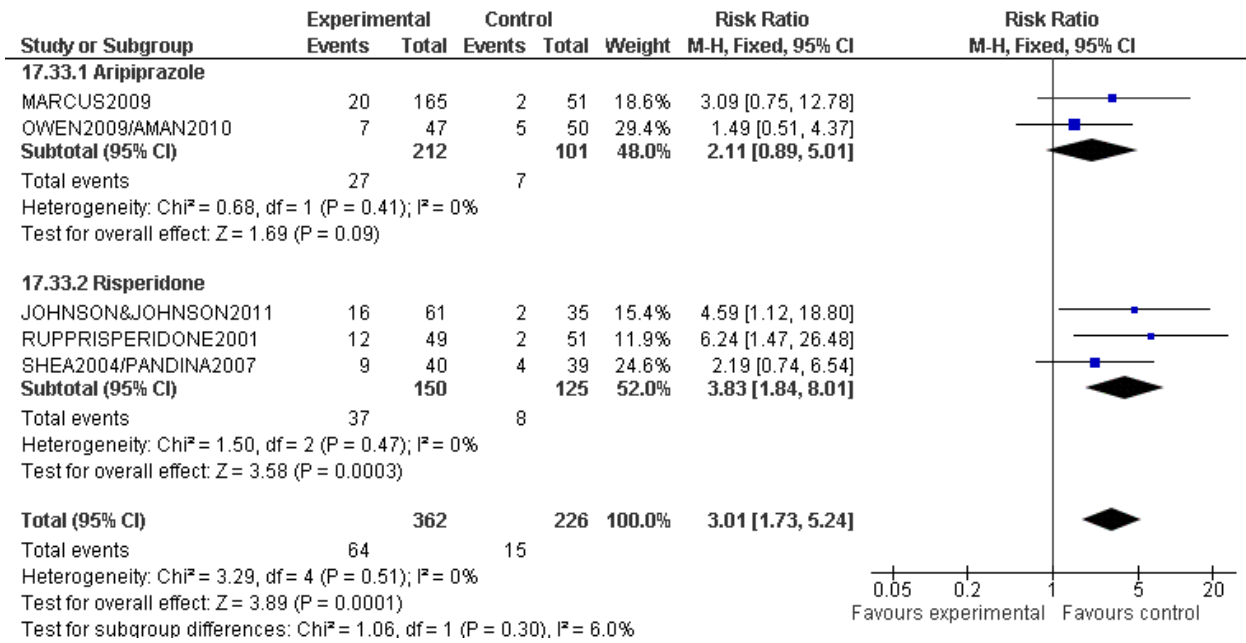 Experimental Control Risk Ratio Risk Ratio
Study or Subgroup Events Total Events Total Weight M-H, Fixed, 95% CI M-H, Fixed, 95% CI
17.33.1 Aripiprazole
MARCUS2009 20 165 2 51 18.6% 3.09 [0.75, 12.78]
OWEN2009/AMAN2010 7 47 5 50 29.4% 1.49 [0.51, 4.37]
Subtotal (95% CI) 212 101 48.0% 2.11 [0.89, 5.01]
Total events 27 7
Heterogeneity: Chi² = 0.68, df = 1 (P = 0.41); I² = 0%
Test for overall effect: Z = 1.69 (P = 0.09)
17.33.2 Risperidone
JOHNSON&JOHNSON2011 16 61 2 35 15.4% 4.59 [1.12, 18.80]
RUPPRISPERIDONE2001 12 49 2 51 11.9% 6.24 [1.47, 26.48]
SHEA2004/PANDINA2007 9 40 4 39 24.6% 2.19 [0.74, 6.54]
Subtotal (95% CI) 150 125 52.0% 3.83 [1.84, 8.01]
Total events 37 8
Heterogeneity: Chi² = 1.50, df = 2 (P = 0.47); I² = 0%
Test for overall effect: Z = 3.58 (P = 0.0003)
Total (95% CI) 362 226 100.0% 3.01 [1.73, 5.24]
Total events 64 15
Heterogeneity: Chi² = 3.29, df = 4 (P = 0.51); I² = 0%
Test for overall effect: Z = 3.89 (P = 0.0001)
Test for subgroup differences: Chi² = 1.06, df = 1 (P = 0.30), I² = 6.0%
0.05 0.2 1 5 20
Favours experimental Favours control